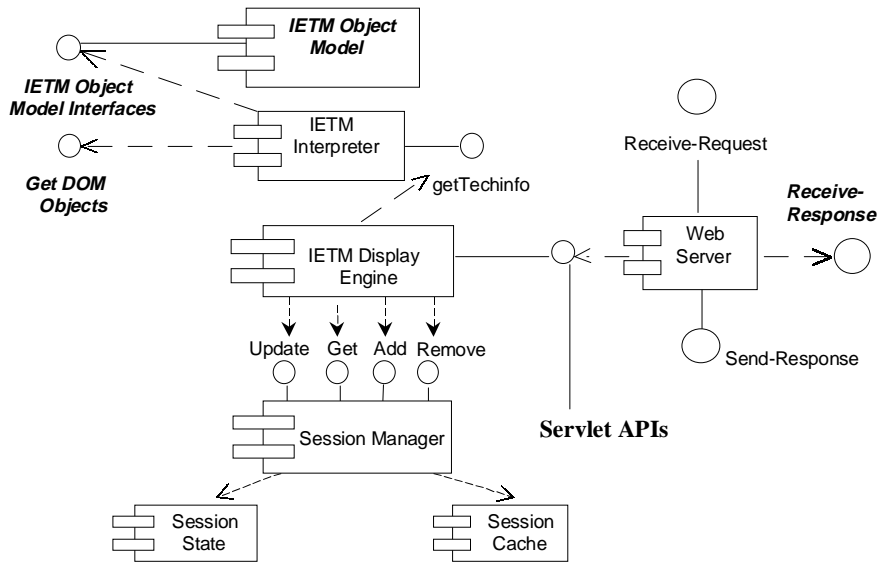 IETM Object
Model
IETM Object
Model Interfaces
IETM
Interpreter
Receive-Request
Get DOM
Objects
getTechinfo
Receive-
Response
IETM Display
Engine
Web
Server
Update
Get
Add
Remove
Send-Response
Session Manager
Servlet APIs
Session
State
Session
Cache